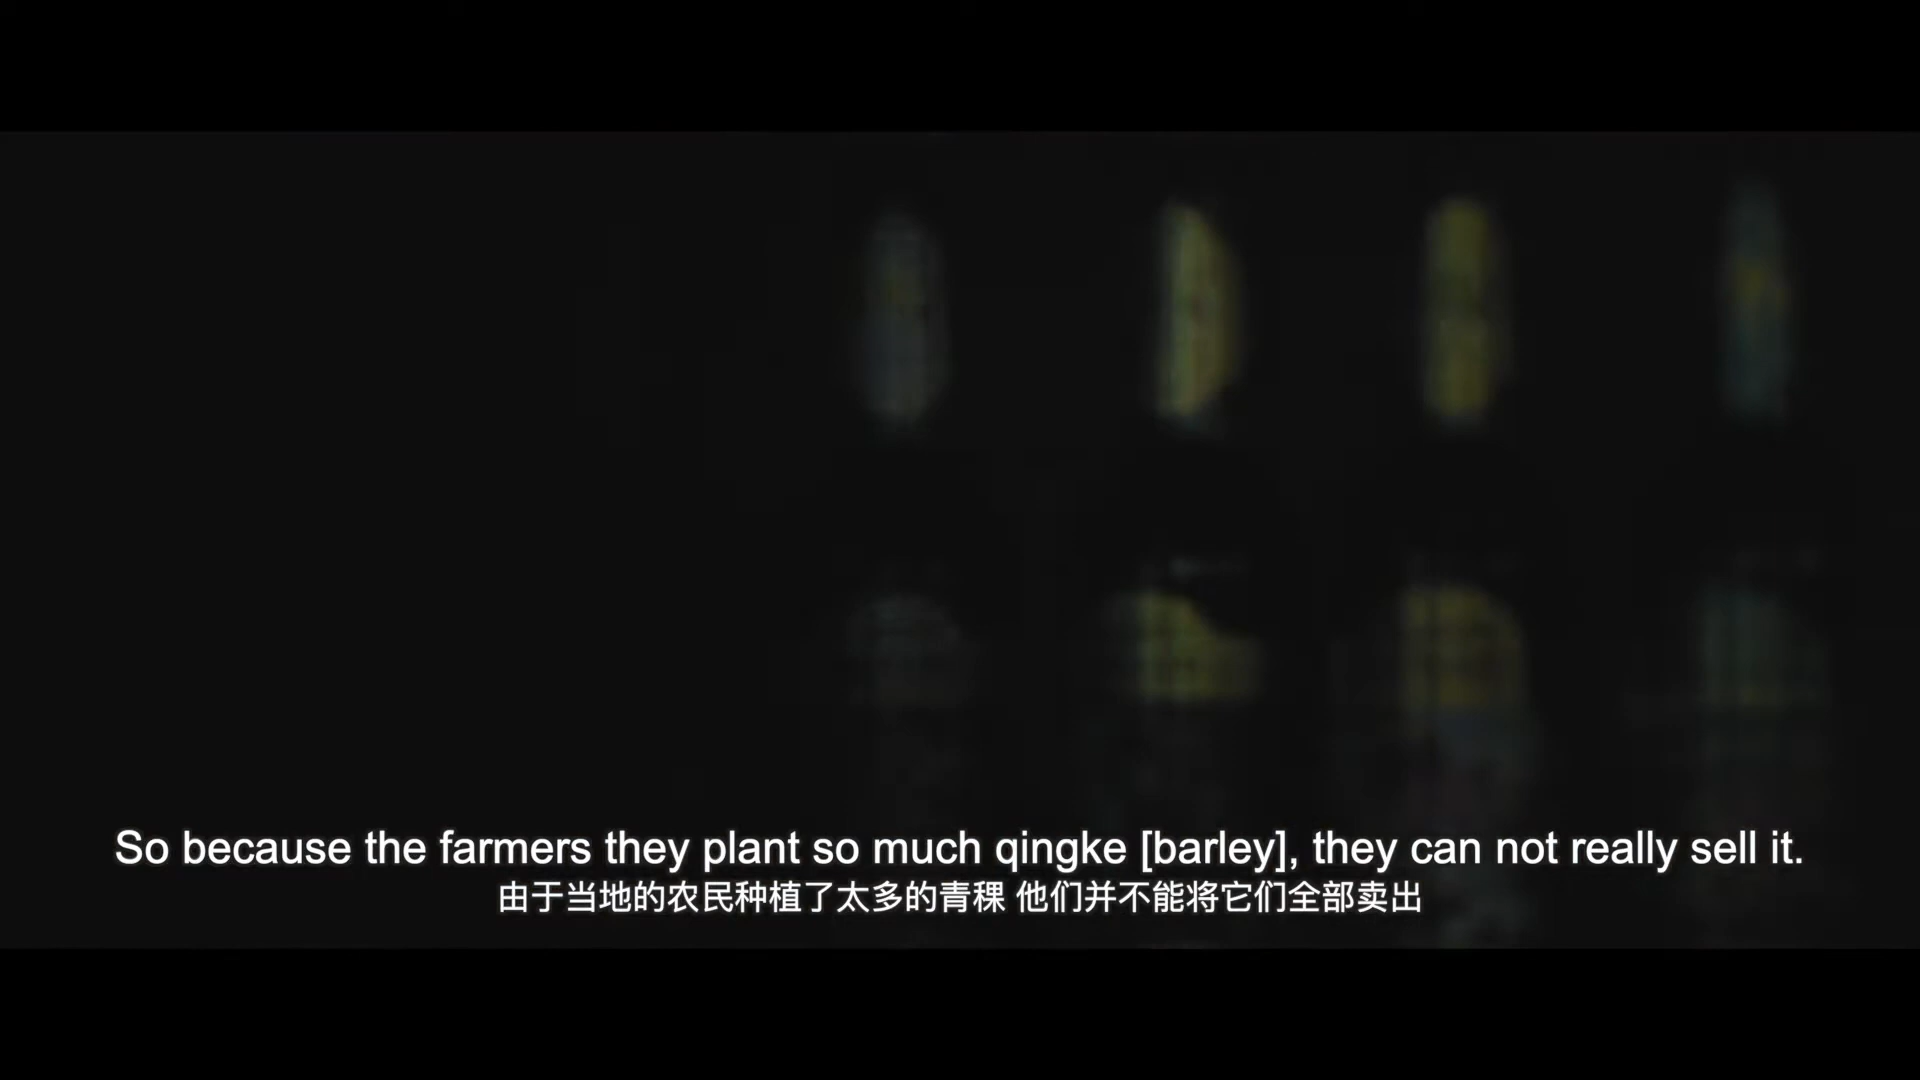 So because the farmers they plant so much qingke [barley], they can not really sell it.
由于当地的农民种植了太多的青稞 他们并不能将它们全部卖出